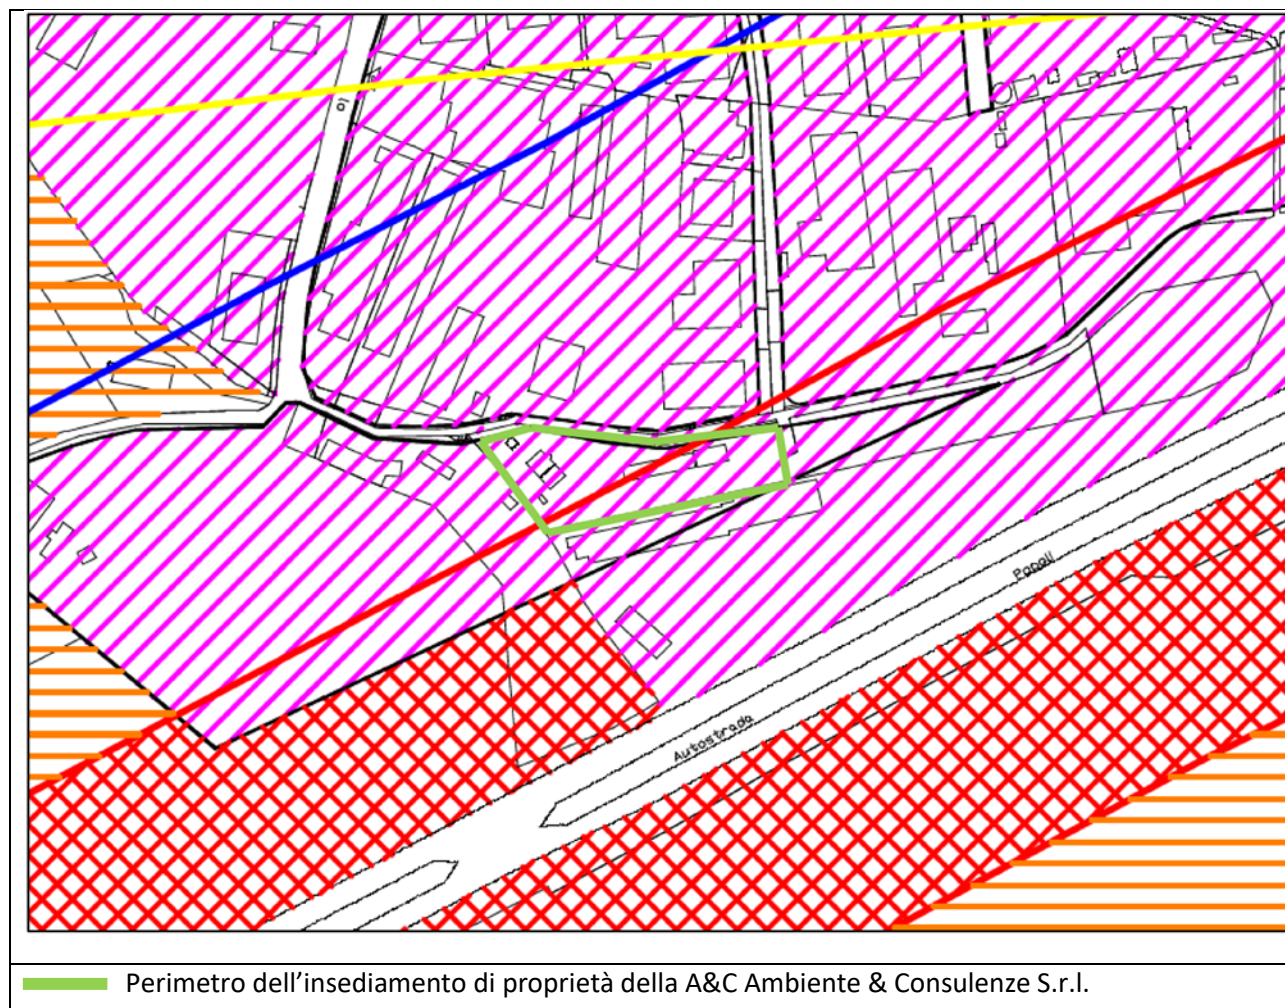 Popoli
Autostrada
Perimetro dell’insediamento di proprietà della A&C Ambiente & Consulenze S.r.l.